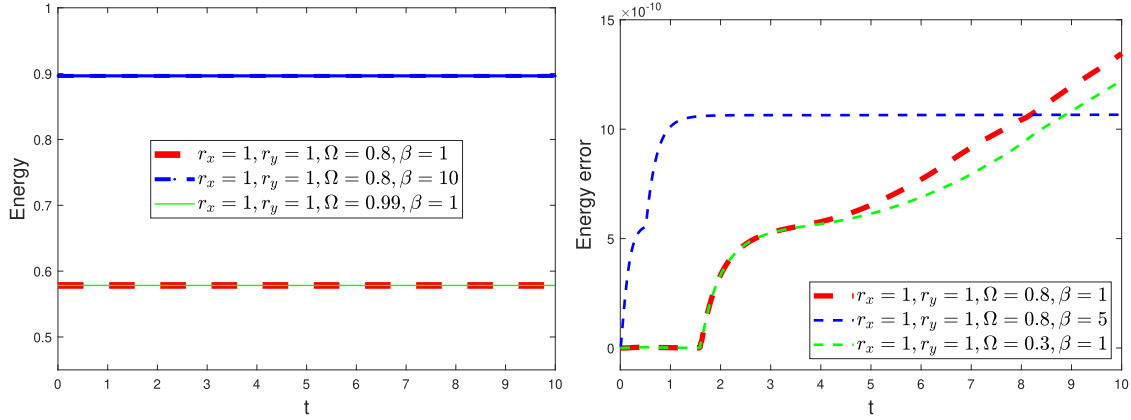 1
0.9
0.8
0.7
0.6
0.5
Energy
r_x = 1, r_y = 1, Ω = 0.8, β = 1
r_x = 1, r_y = 1, Ω = 0.8, β = 10
r_x = 1, r_y = 1, Ω = 0.99, β = 1
0 1 2 3 4 5 6 7 8 9 10
t
×10^-10
15
10
5
0
Energy error
r_x = 1, r_y = 1, Ω = 0.8, β = 1
r_x = 1, r_y = 1, Ω = 0.8, β = 5
r_x = 1, r_y = 1, Ω = 0.3, β = 1
0 1 2 3 4 5 6 7 8 9 10
t